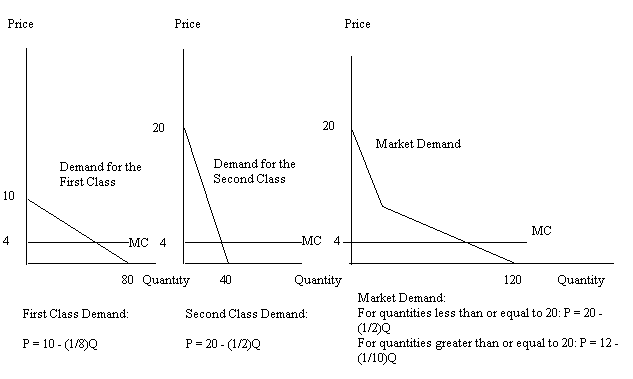 Price
10
4
Demand for the
First Class
MC
80
Quantity
First Class Demand:
P = 10 - (1/8)Q
Price
20
4
Demand for the
Second Class
MC
40
Quantity
Second Class Demand:
P = 20 - (1/2)Q
Price
20
4
Market Demand
MC
120
Quantity
Market Demand:
For quantities less than or equal to 20: P = 20 -
(1/2)Q
For quantities greater than or equal to 20: P = 12 -
(1/10)Q